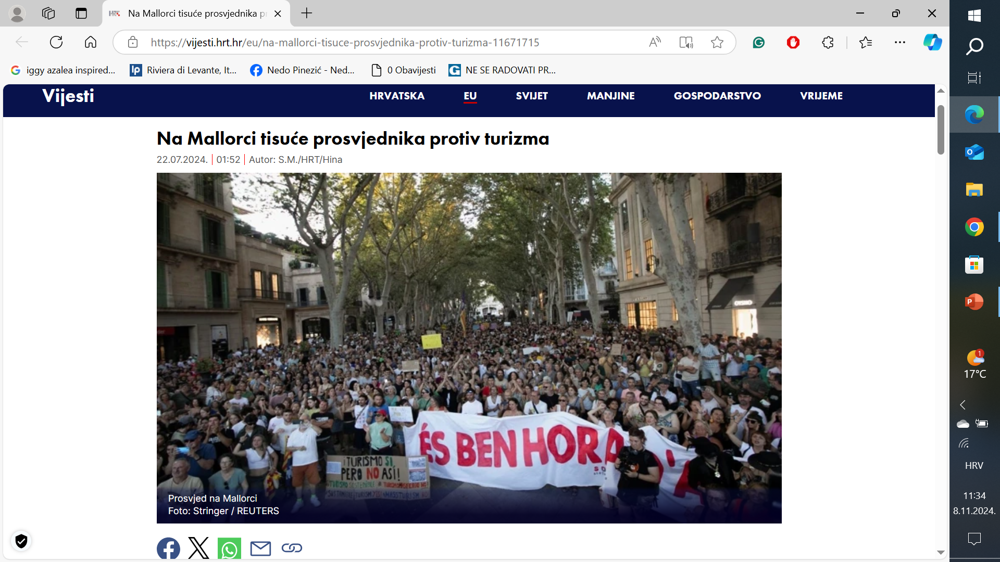 Na Mallorci tisuće prosvjednika p
https://vijesti.hrt.hr/eu/na-mallorci-tisuce-prosvjednika-protiv-turizma-11671715
iggy azalea inspired...
Riviera di Levante, It...
Nedo Pinezić - Ned...
0 Obavijesti
NE SE RADOVATI PR...
Vijesti
HRVATSKA
EU
SVIJET
MANJINE
GOSPODARSTVO
VRIJEME
Na Mallorci tisuće prosvjednika protiv turizma
22.07.2024. | 01:52 | Autor: S.M./HRT/Hina
ÉS BEN HORA
¡TURISMO SI,
PERO NO ASÍ!
Prosvjed na Mallorci
Foto: Stringer / REUTERS
1
17°C
HRV
11:34
8.11.2024.